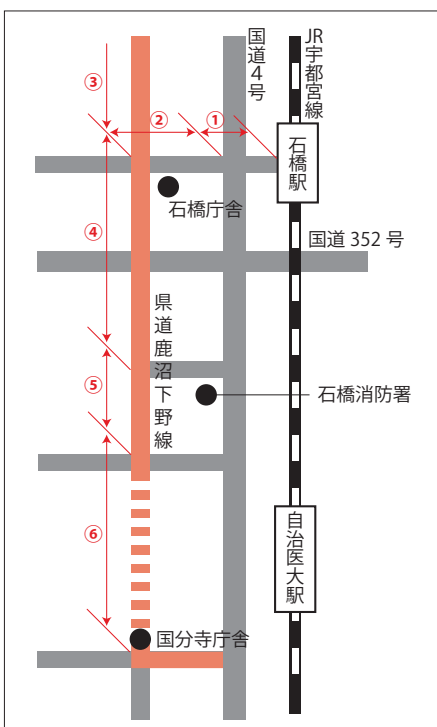 国道4号
JR宇都宮線
③
②
①
石橋駅
石橋庁舎
④
国道 352 号
県道鹿沼下野線
⑤
石橋消防署
⑥
自治医大駅
国分寺庁舎